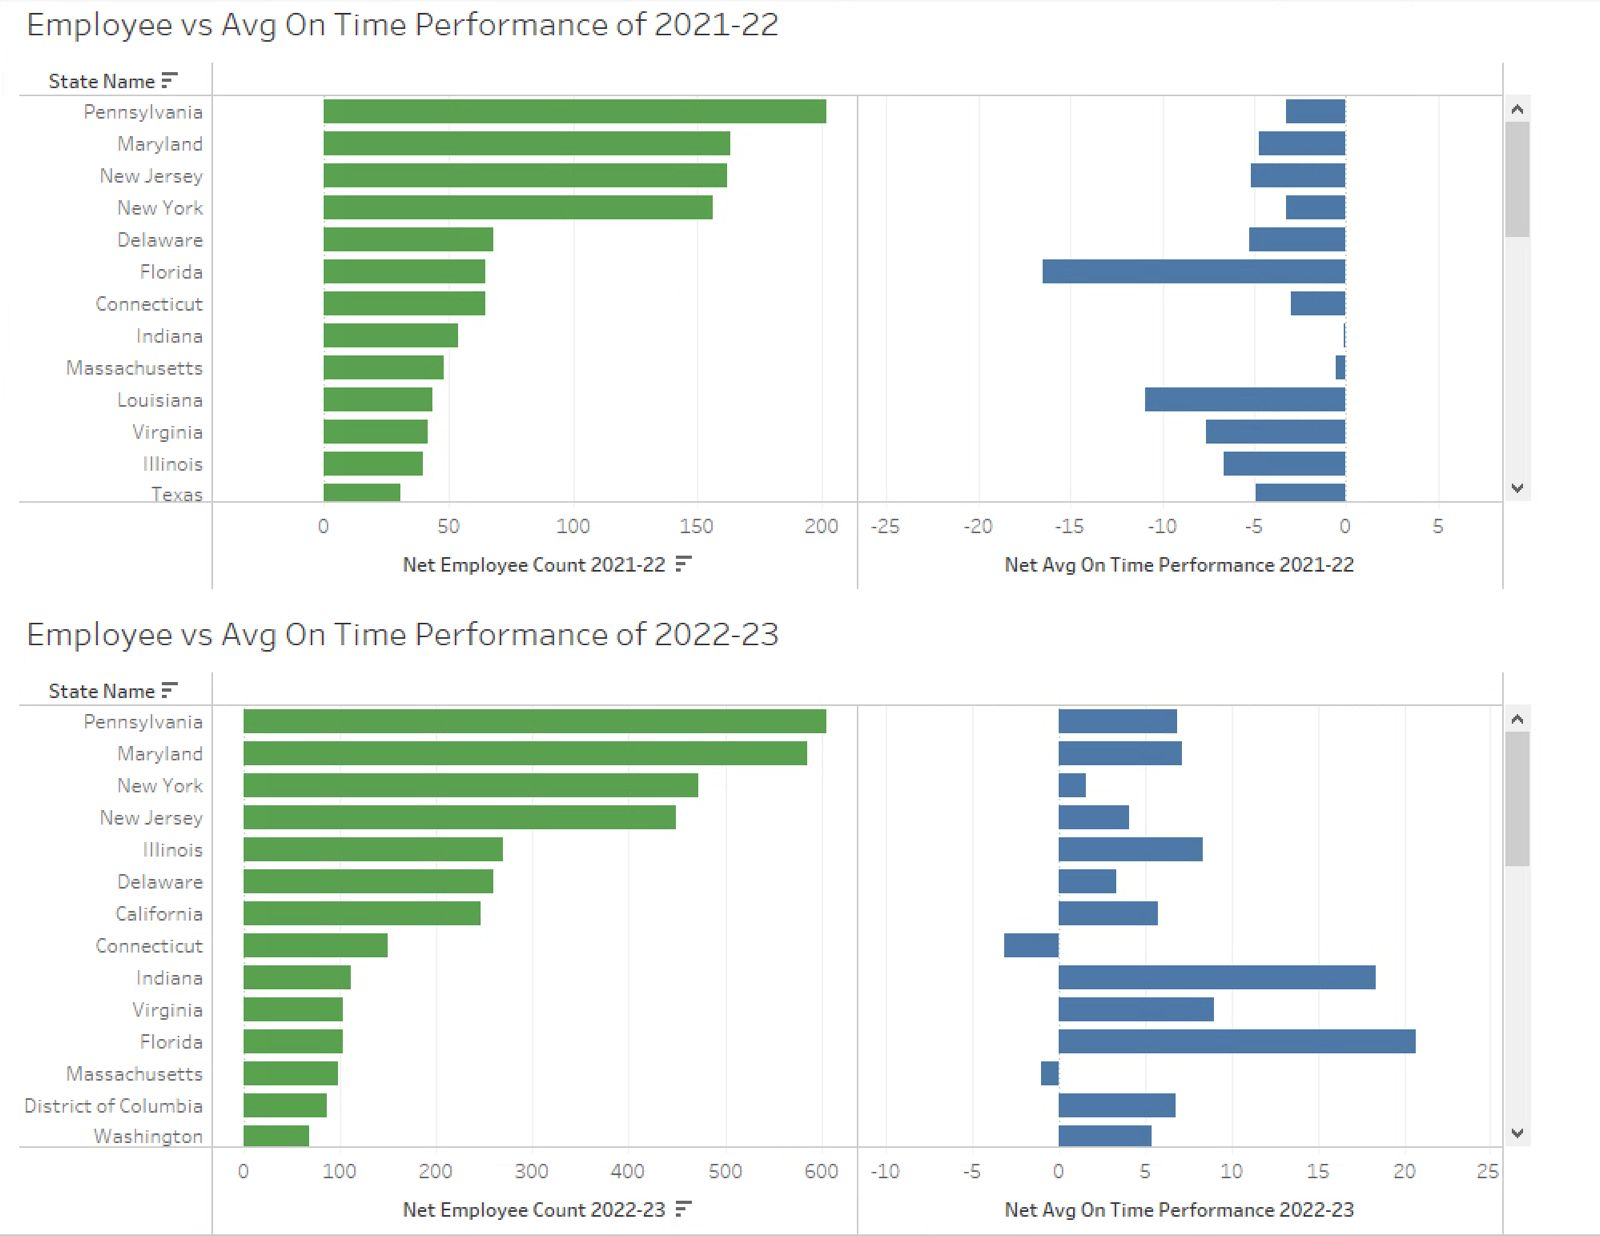 Employee vs Avg On Time Performance of 2021-22
State Name
Pennsylvania
Maryland
New Jersey
New York
Delaware
Florida
Connecticut
Indiana
Massachusetts
Louisiana
Virginia
Illinois
Texas
0 50 100 150 200 -25 -20 -15 -10 -5 0 5
Net Employee Count 2021-22 Net Avg On Time Performance 2021-22
Employee vs Avg On Time Performance of 2022-23
State Name
Pennsylvania
Maryland
New York
New Jersey
Illinois
Delaware
California
Connecticut
Indiana
Virginia
Florida
Massachusetts
District of Columbia
Washington
0 100 200 300 400 500 600 -10 -5 0 5 10 15 20 25
Net Employee Count 2022-23 Net Avg On Time Performance 2022-23